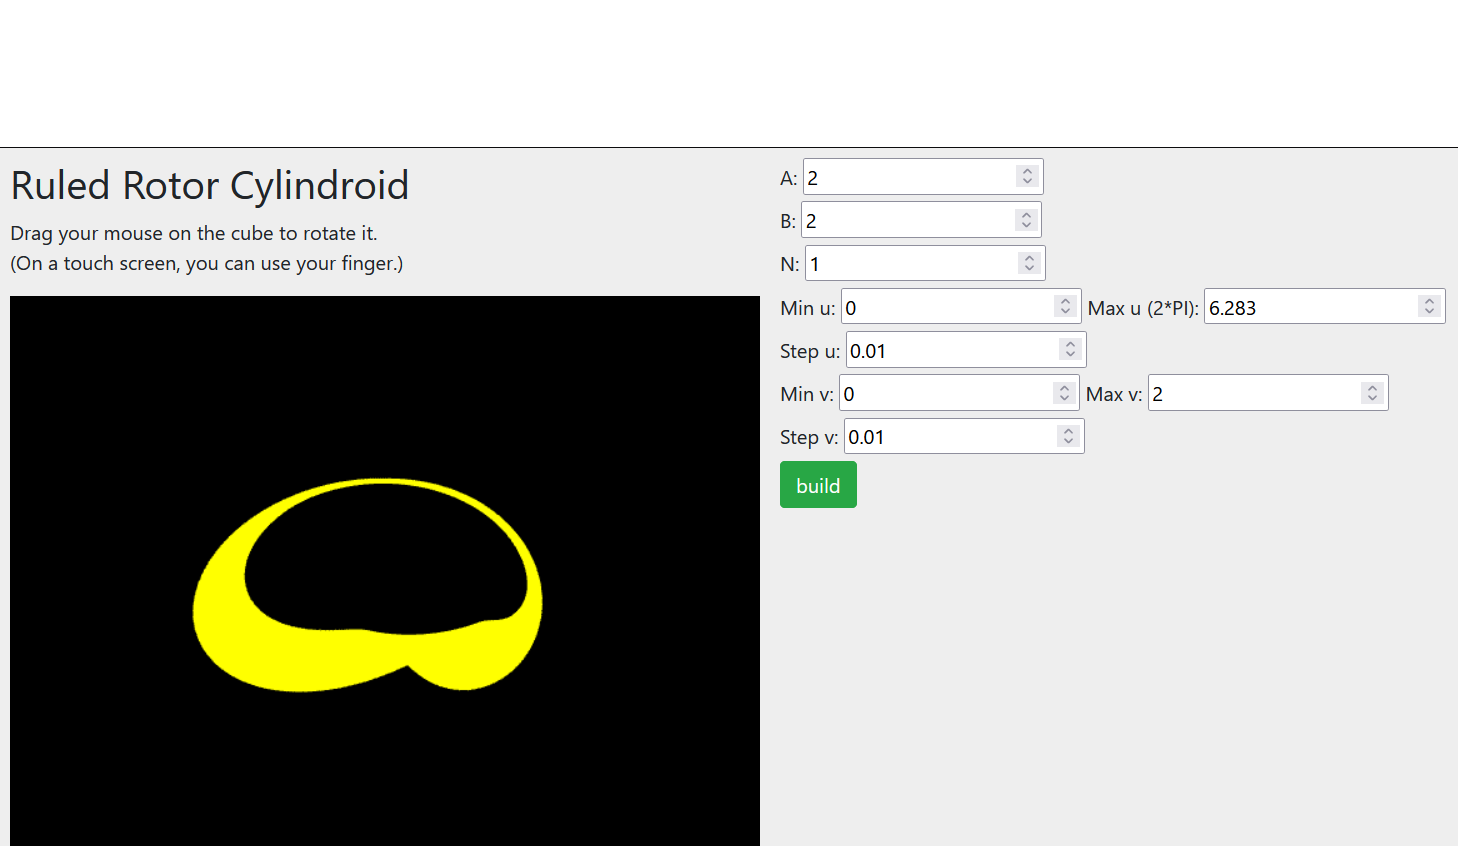 Ruled Rotor Cylindroid
Drag your mouse on the cube to rotate it.
(On a touch screen, you can use your finger.)
A: 2
B: 2
N: 1
Min u: 0 Max u (2*PI): 6.283
Step u: 0.01
Min v: 0 Max v: 2
Step v: 0.01
build